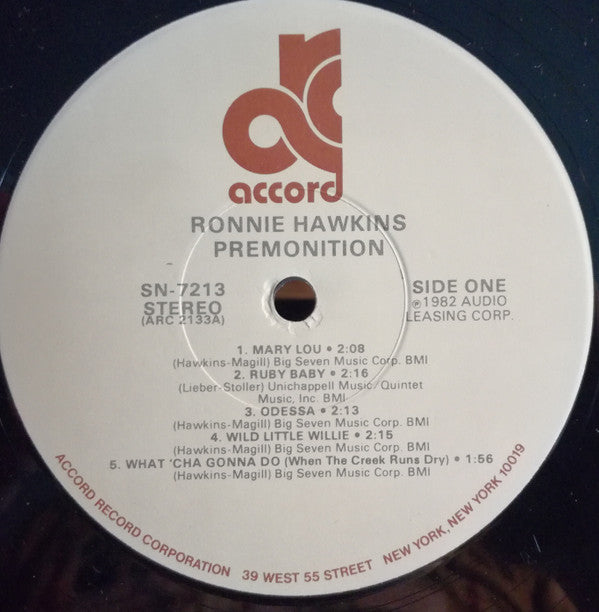 arc
accord
RONNIE HAWKINS
PREMONITION
SN-7213
STEREO
(ARC 2133A)
SIDE ONE
℗1982 AUDIO
LEASING CORP.
1. MARY LOU • 2:08
(Hawkins-Magill) Big Seven Music Corp. BMI
2. RUBY BABY • 2:16
(Lieber-Stoller) Unichappell Music/Quintet
Music, Inc. BMI
3. ODESSA • 2:13
(Hawkins-Magill) Big Seven Music Corp. BMI
4. WILD LITTLE WILLIE • 2:15
(Hawkins-Magill) Big Seven Music Corp. BMI
5. WHAT 'CHA GONNA DO (When The Creek Runs Dry) • 1:56
(Hawkins-Magill) Big Seven Music Corp. BMI
ACCORD RECORD CORPORATION 39 WEST 55 STREET NEW YORK, NEW YORK 10019